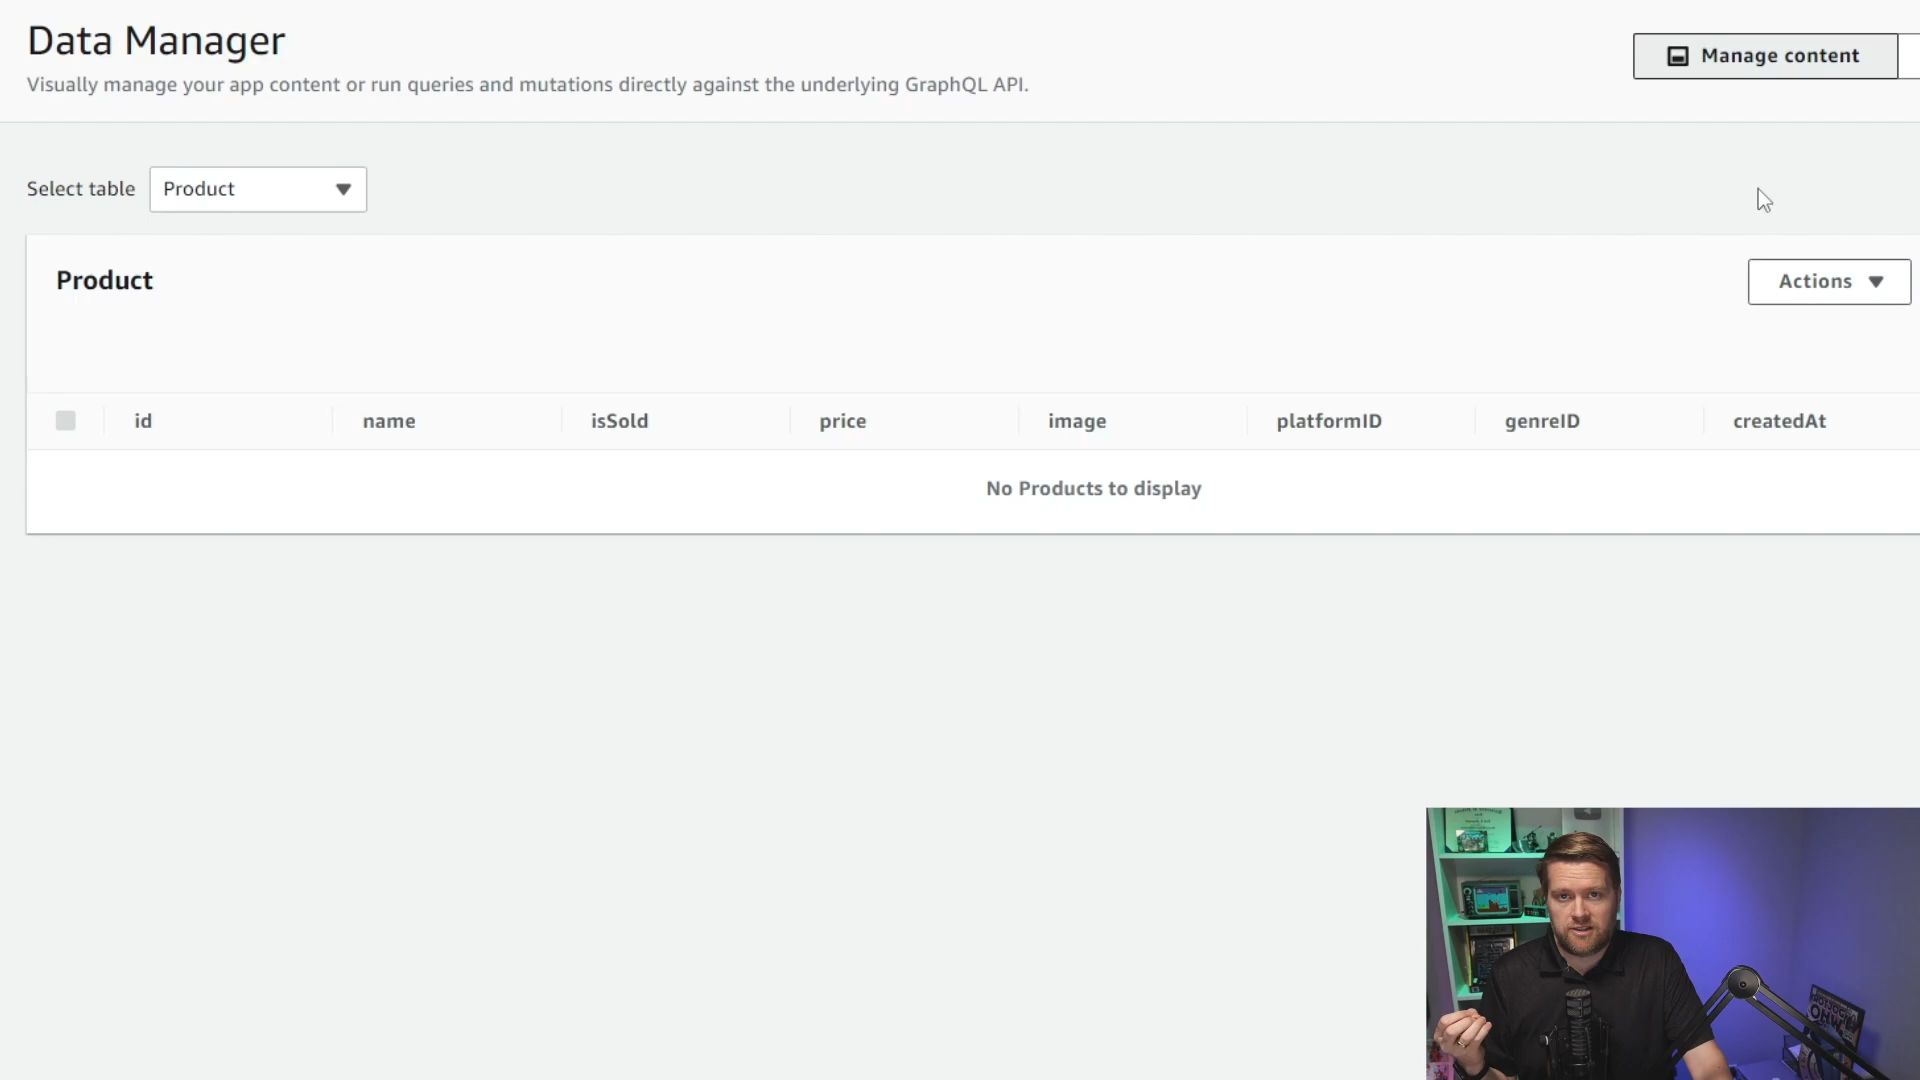 Data Manager
Manage content
Visually manage your app content or run queries and mutations directly against the underlying GraphQL API.
Select table
Product
Product
Actions
id
name
isSold
price
image
platformID
genreID
createdAt
No Products to display